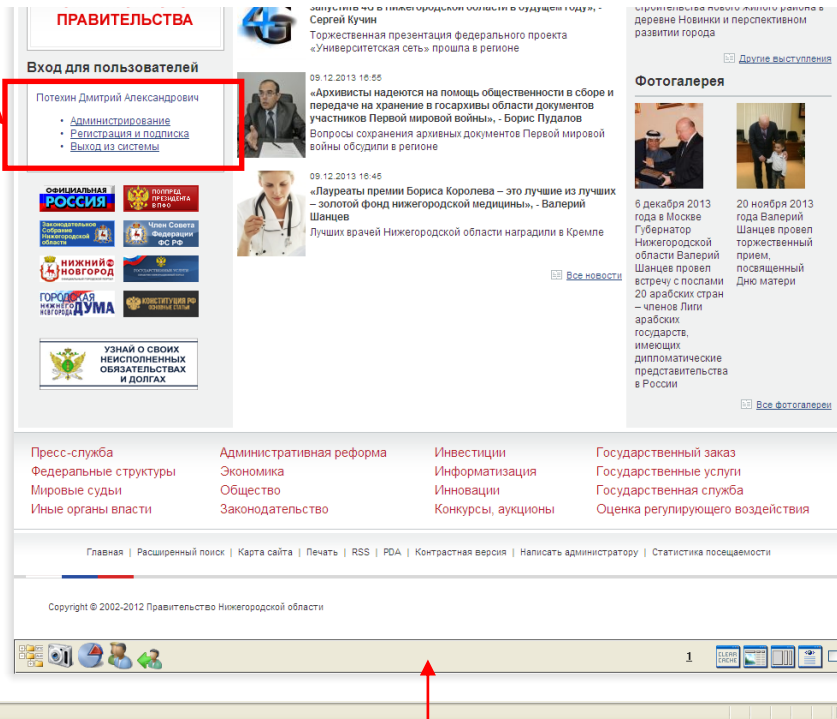 ПРАВИТЕЛЬСТВА
Вход для пользователей
Потехин Дмитрий Александрович
Администрирование
Регистрация и подписка
Выход из системы
ОФИЦИАЛЬНАЯ
РОССИЯ
ПОЛПРЕД
ПРЕЗИДЕНТА
В ПФО
Законодательное
Собрание
Нижегородской
области
Член Совета
Федерации
ФС РФ
НИЖНИЙ
НОВГОРОД
ГОСУДАРСТВЕННЫЕ УСЛУГИ
ГОРОДСКАЯ
НИЖНЕГО
НОВГОРОДА
ДУМА
КОНСТИТУЦИЯ РФ
ОСНОВНЫЕ СТАТЬИ
УЗНАЙ О СВОИХ
НЕИСПОЛНЕННЫХ
ОБЯЗАТЕЛЬСТВАХ
И ДОЛГАХ
4G
запустить 4G в Нижегородской области в будущем году», -
Сергей Кучин
Торжественная презентация федерального проекта
«Университетская сеть» прошла в регионе
09.12.2013 16:55
«Архивисты надеются на помощь общественности в сборе и
передаче на хранение в госархивы области документов
участников Первой мировой войны», - Борис Пудалов
Вопросы сохранения архивных документов Первой мировой
войны обсудили в регионе
09.12.2013 16:45
«Лауреаты премии Бориса Королева – это лучшие из лучших
– золотой фонд нижегородской медицины», - Валерий
Шанцев
Лучших врачей Нижегородской области наградили в Кремле
Все новости
строительства нового жилого района в
деревне Новинки и перспективном
развитии города
Другие выступления
Фотогалерея
6 декабря 2013
года в Москве
Губернатор
Нижегородской
области Валерий
Шанцев провел
встречу с послами
20 арабских стран
– членов Лиги
арабских
государств,
имеющих
дипломатические
представительства
в России
20 ноября 2013
года Валерий
Шанцев провел
торжественный
прием,
посвященный
Дню матери
Все фотогалереи
Пресс-служба
Федеральные структуры
Мировые судьи
Иные органы власти
Административная реформа
Экономика
Общество
Законодательство
Инвестиции
Информатизация
Инновации
Конкурсы, аукционы
Государственный заказ
Государственные услуги
Государственная служба
Оценка регулирующего воздействия
Главная | Расширенный поиск | Карта сайта | Печать | RSS | PDA | Контрастная версия | Написать администратору | Статистика посещаемости
Copyright © 2002-2012 Правительство Нижегородской области
1
CLEAR
CACHE